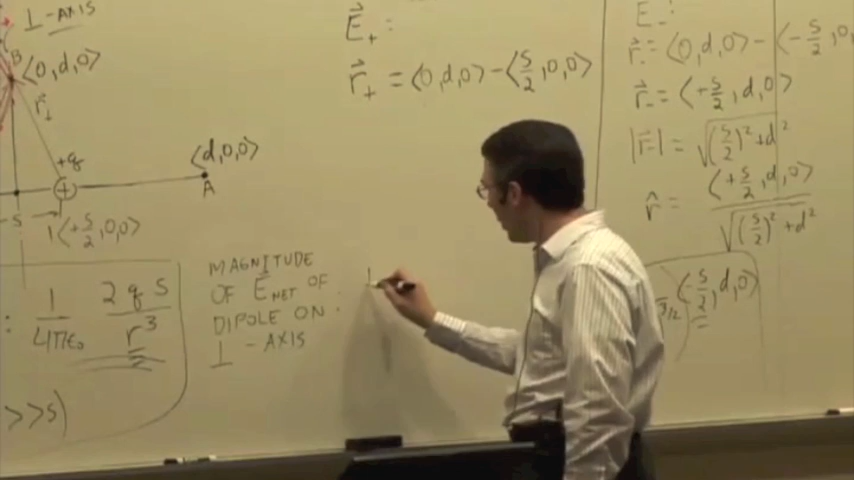 ⊥-AXIS
B
⟨0,d,0⟩
r⃗₊
+q
⟨d,0,0⟩
A
+
S
⟨+S/2,0,0⟩
1/4πε₀ 2qS/r³
>>S)
MAGNITUDE
OF E⃗NET OF
DIPOLE ON :
⊥-AXIS
1
E⃗₊ :
r⃗₊ = ⟨0,d,0⟩ - ⟨S/2,0,0⟩
E₋ :
r⃗₋ = ⟨0,d,0⟩ - ⟨-S/2,0,
r⃗₋ = ⟨+S/2,d,0⟩
|r⃗₋| = √(S/2)²+d²
r̂ = ⟨+S/2,d,0⟩/√(S/2)²+d²
3/2 ⟨-S/2,d,0⟩